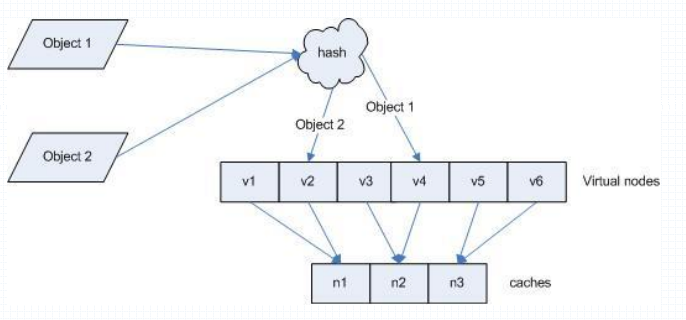 Object 1
hash
Object 1
Object 2
Object 2
v1 v2 v3 v4 v5 v6 Virtual nodes
n1 n2 n3 caches